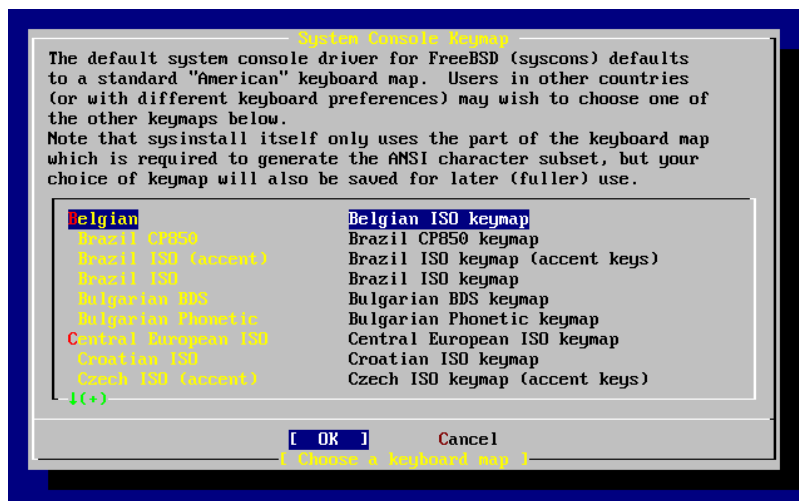 System Console Keymap
The default system console driver for FreeBSD (syscons) defaults
to a standard "American" keyboard map.  Users in other countries
(or with different keyboard preferences) may wish to choose one of
the other keymaps below.
Note that sysinstall itself only uses the part of the keyboard map
which is required to generate the ANSI character subset, but your
choice of keymap will also be saved for later (fuller) use.
Belgian Belgian ISO keymap
Brazil CP850 Brazil CP850 keymap
Brazil ISO (accent) Brazil ISO keymap (accent keys)
Brazil ISO Brazil ISO keymap
Bulgarian BDS Bulgarian BDS keymap
Bulgarian Phonetic Bulgarian Phonetic keymap
Central European ISO Central European ISO keymap
Croatian ISO Croatian ISO keymap
Czech ISO (accent) Czech ISO keymap (accent keys)
↓(+)
[ OK ] Cancel
[ Choose a keyboard map ]